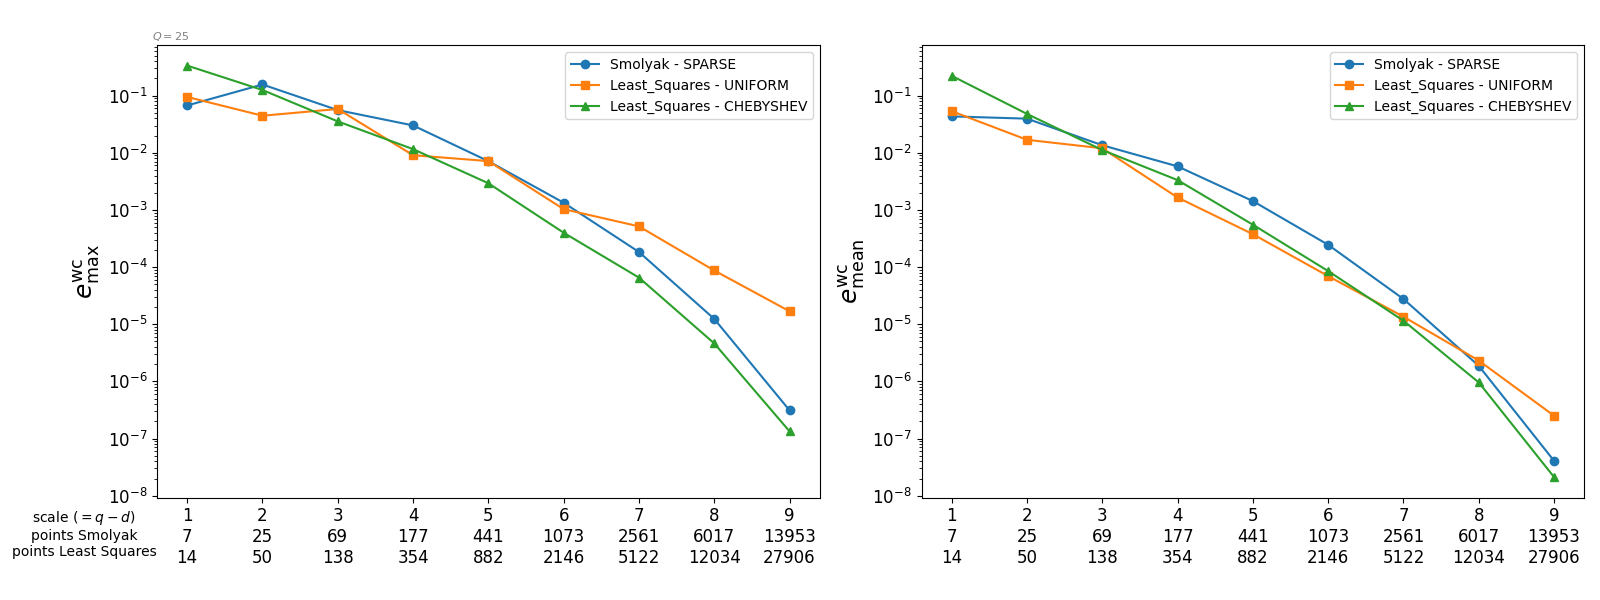 Q = 25
Smolyak - SPARSE
Least_Squares - UNIFORM
Least_Squares - CHEBYSHEV
10⁻¹
10⁻²
10⁻³
10⁻⁴
10⁻⁵
10⁻⁶
10⁻⁷
10⁻⁸
e^wc_max
scale (= q − d) 1 2 3 4 5 6 7 8 9
points Smolyak 7 25 69 177 441 1073 2561 6017 13953
points Least Squares 14 50 138 354 882 2146 5122 12034 27906
Smolyak - SPARSE
Least_Squares - UNIFORM
Least_Squares - CHEBYSHEV
10⁻¹
10⁻²
10⁻³
10⁻⁴
10⁻⁵
10⁻⁶
10⁻⁷
10⁻⁸
e^wc_mean
1 2 3 4 5 6 7 8 9
7 25 69 177 441 1073 2561 6017 13953
14 50 138 354 882 2146 5122 12034 27906